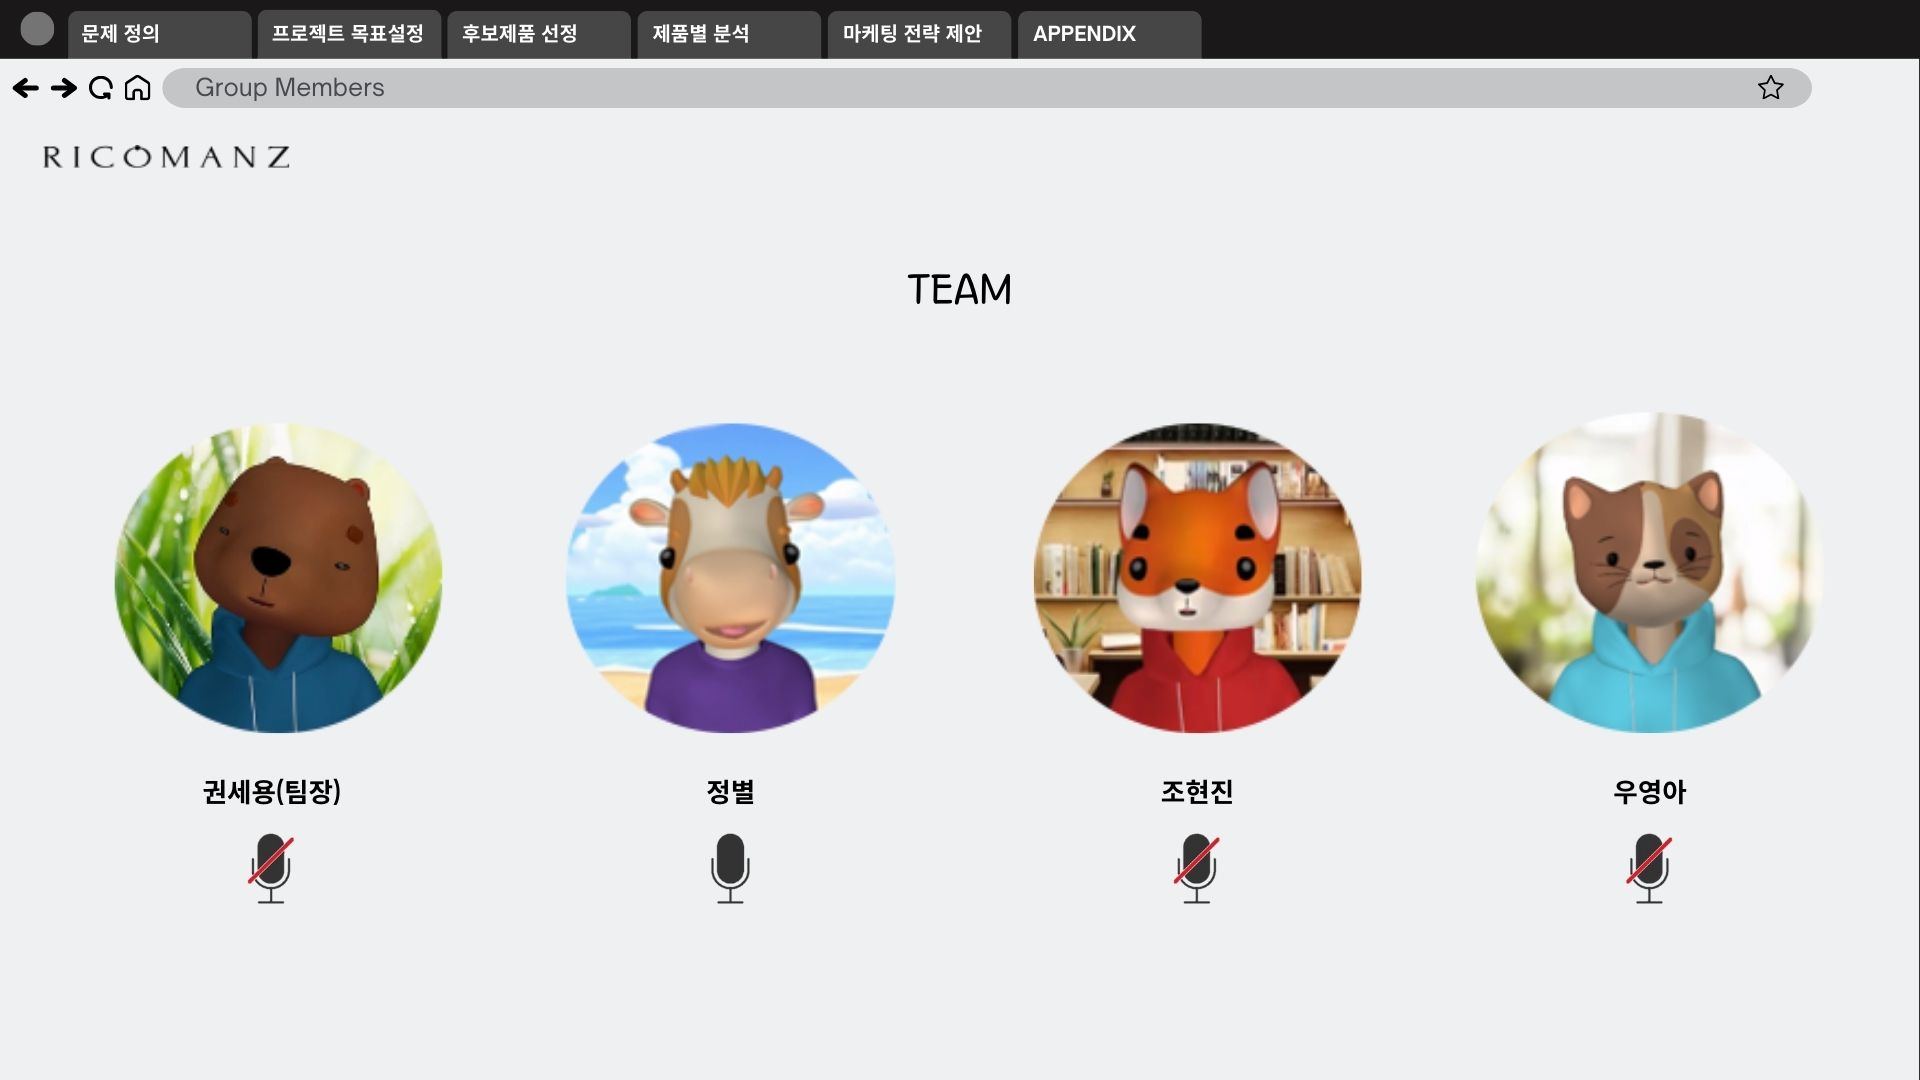 문제 정의
프로젝트 목표설정
후보제품 선정
제품별 분석
마케팅 전략 제안
APPENDIX
Group Members
RICOMANZ
TEAM
권세용(팀장)
정별
조현진
우영아